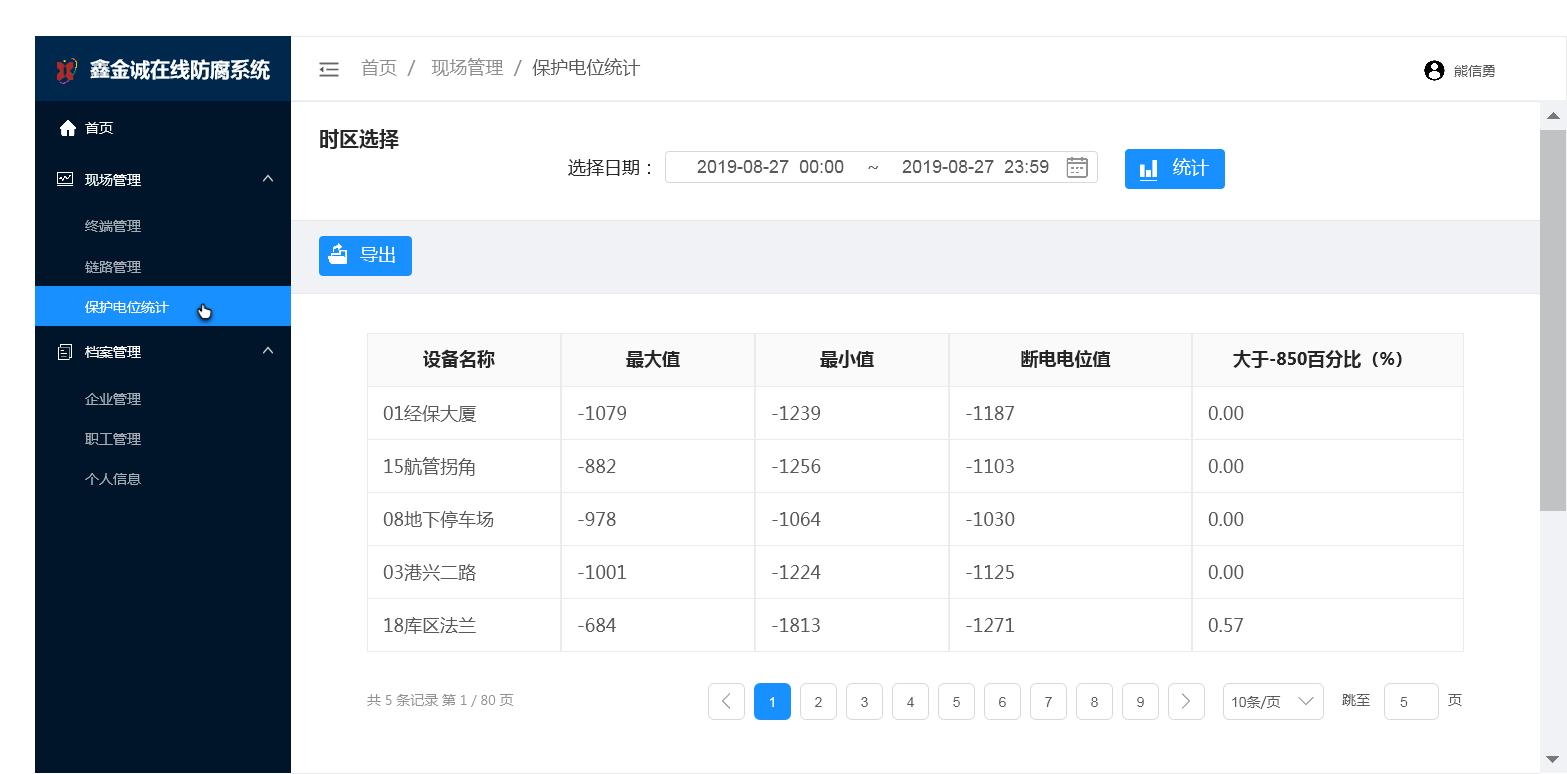 鑫金诚在线防腐系统
首页 / 现场管理 / 保护电位统计
熊信勇
首页
现场管理
终端管理
链路管理
保护电位统计
档案管理
企业管理
职工管理
个人信息
时区选择
选择日期： 2019-08-27 00:00 ~ 2019-08-27 23:59 统计
导出
设备名称 最大值 最小值 断电电位值 大于-850百分比（%）
01经保大厦 -1079 -1239 -1187 0.00
15航管拐角 -882 -1256 -1103 0.00
08地下停车场 -978 -1064 -1030 0.00
03港兴二路 -1001 -1224 -1125 0.00
18库区法兰 -684 -1813 -1271 0.57
共 5 条记录 第 1 / 80 页 1 2 3 4 5 6 7 8 9 10条/页 跳至 5 页